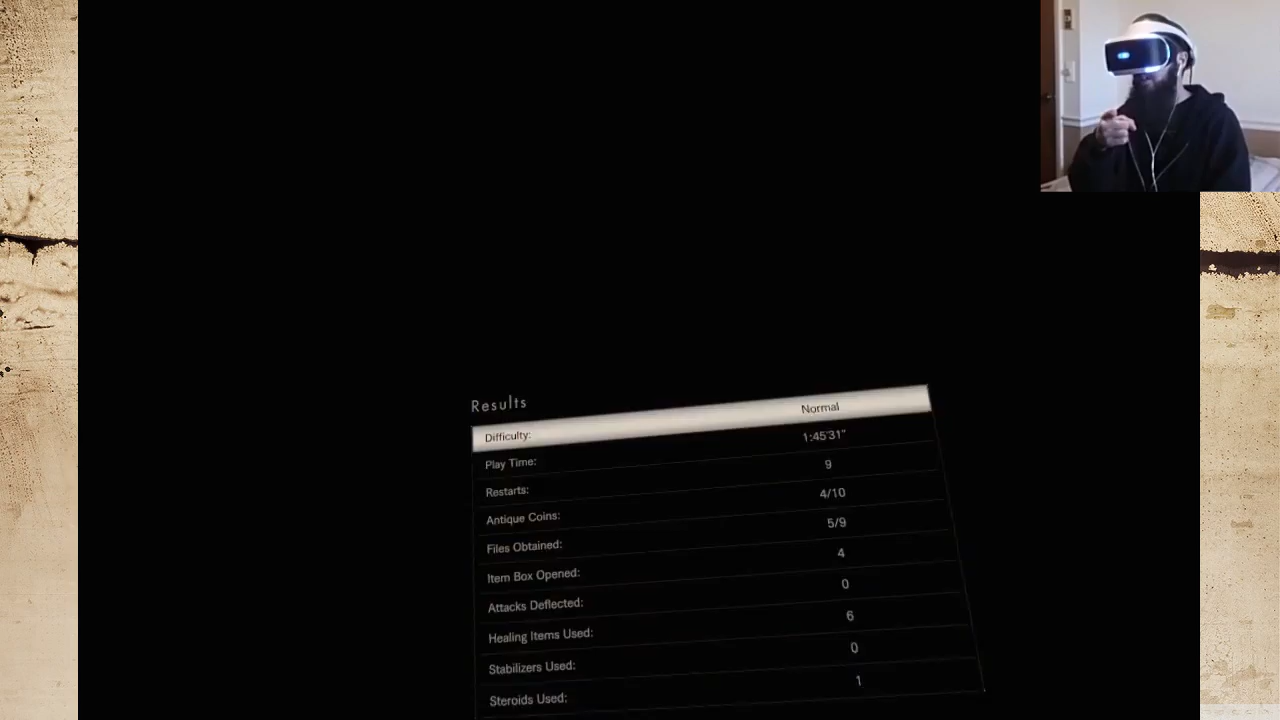 Results
Difficulty: Normal
Play Time: 1:45'31"
Restarts: 9
Antique Coins: 4/10
Files Obtained: 5/9
Item Box Opened: 4
Attacks Deflected: 0
Healing Items Used: 6
Stabilizers Used: 0
Steroids Used: 1